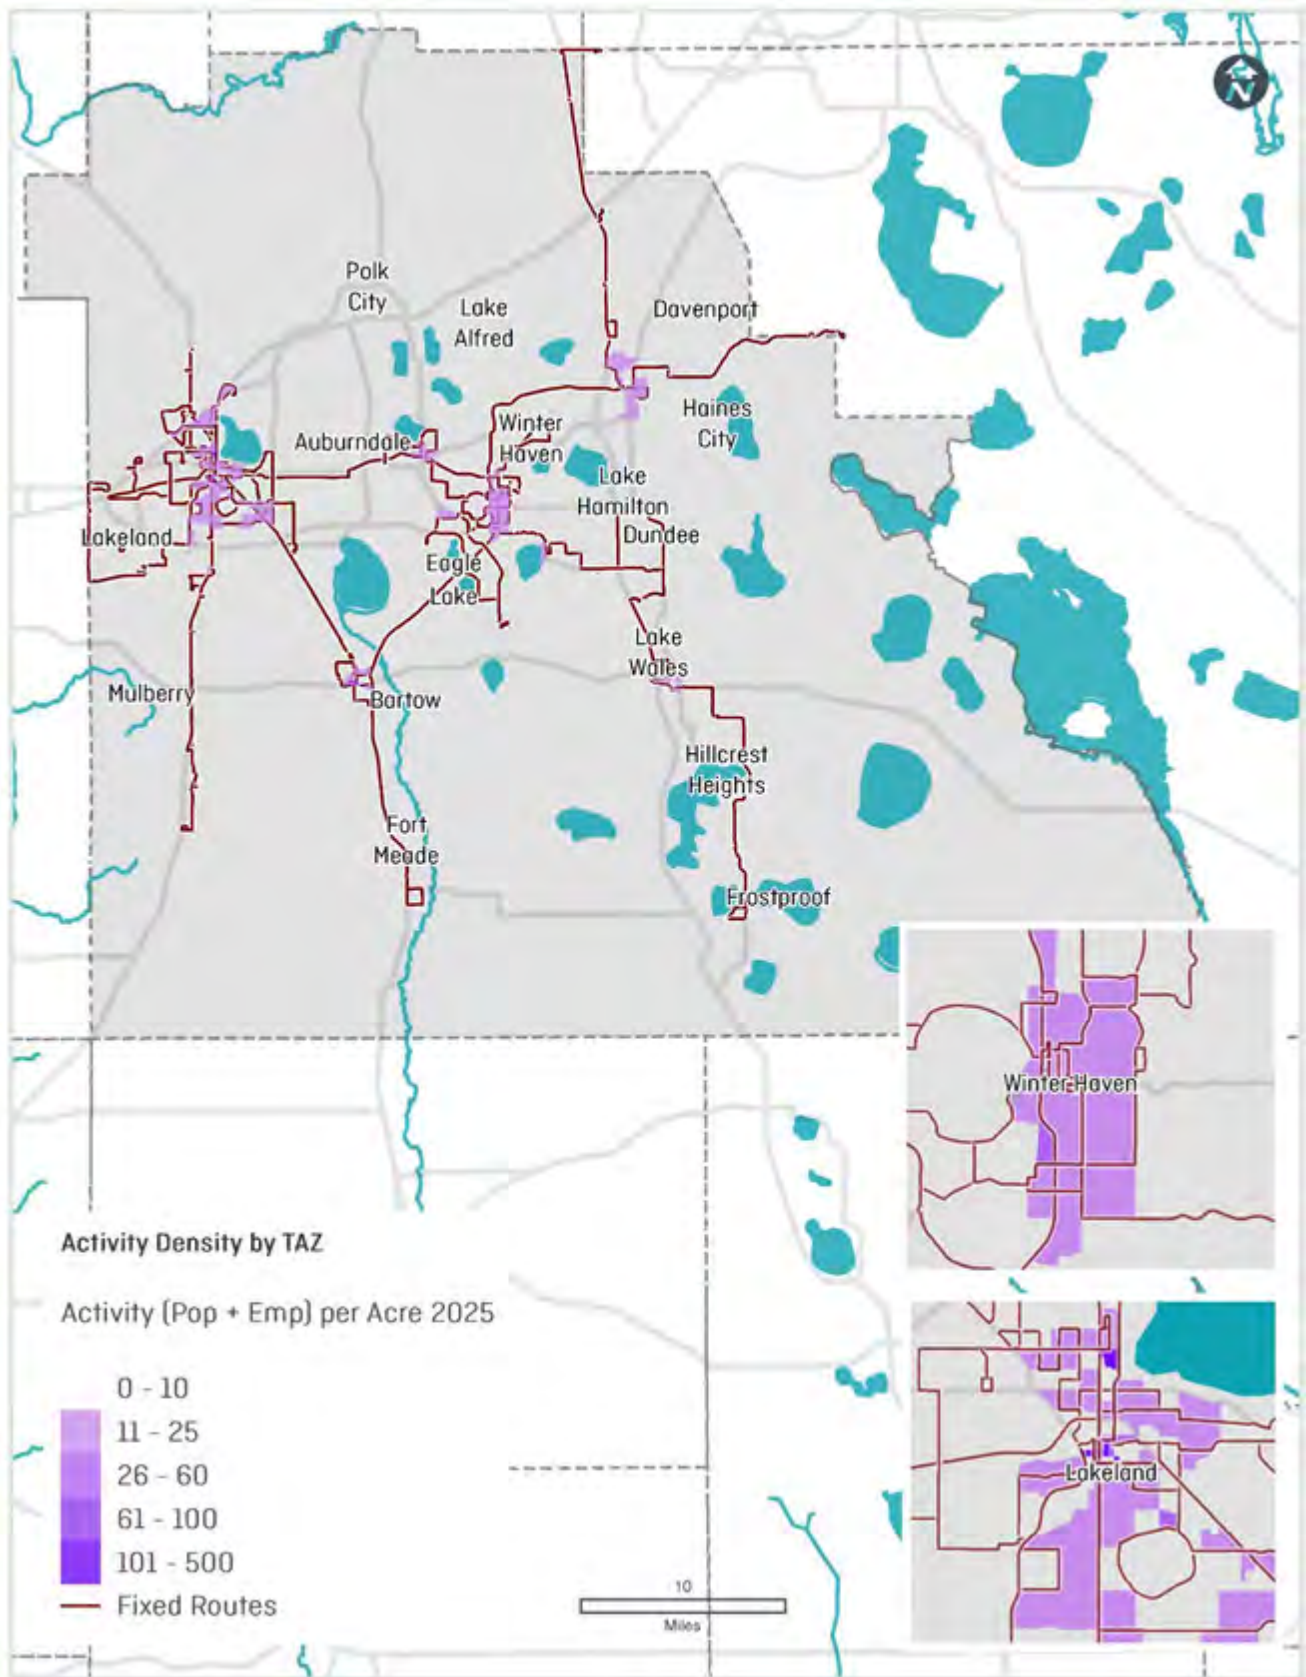 N
Polk
City
Lake
Alfred
Davenport
Haines
City
Winter
Haven
Auburndale
Lake
Hamilton
Dundee
Lakeland
Eagle
Lake
Lake
Wales
Mulberry
Bartow
Hillcrest
Heights
Fort
Meade
Frostproof
Winter Haven
Lakeland
Activity Density by TAZ
Activity (Pop + Emp) per Acre 2025
0 - 10
11 - 25
26 - 60
61 - 100
101 - 500
Fixed Routes
10
Miles